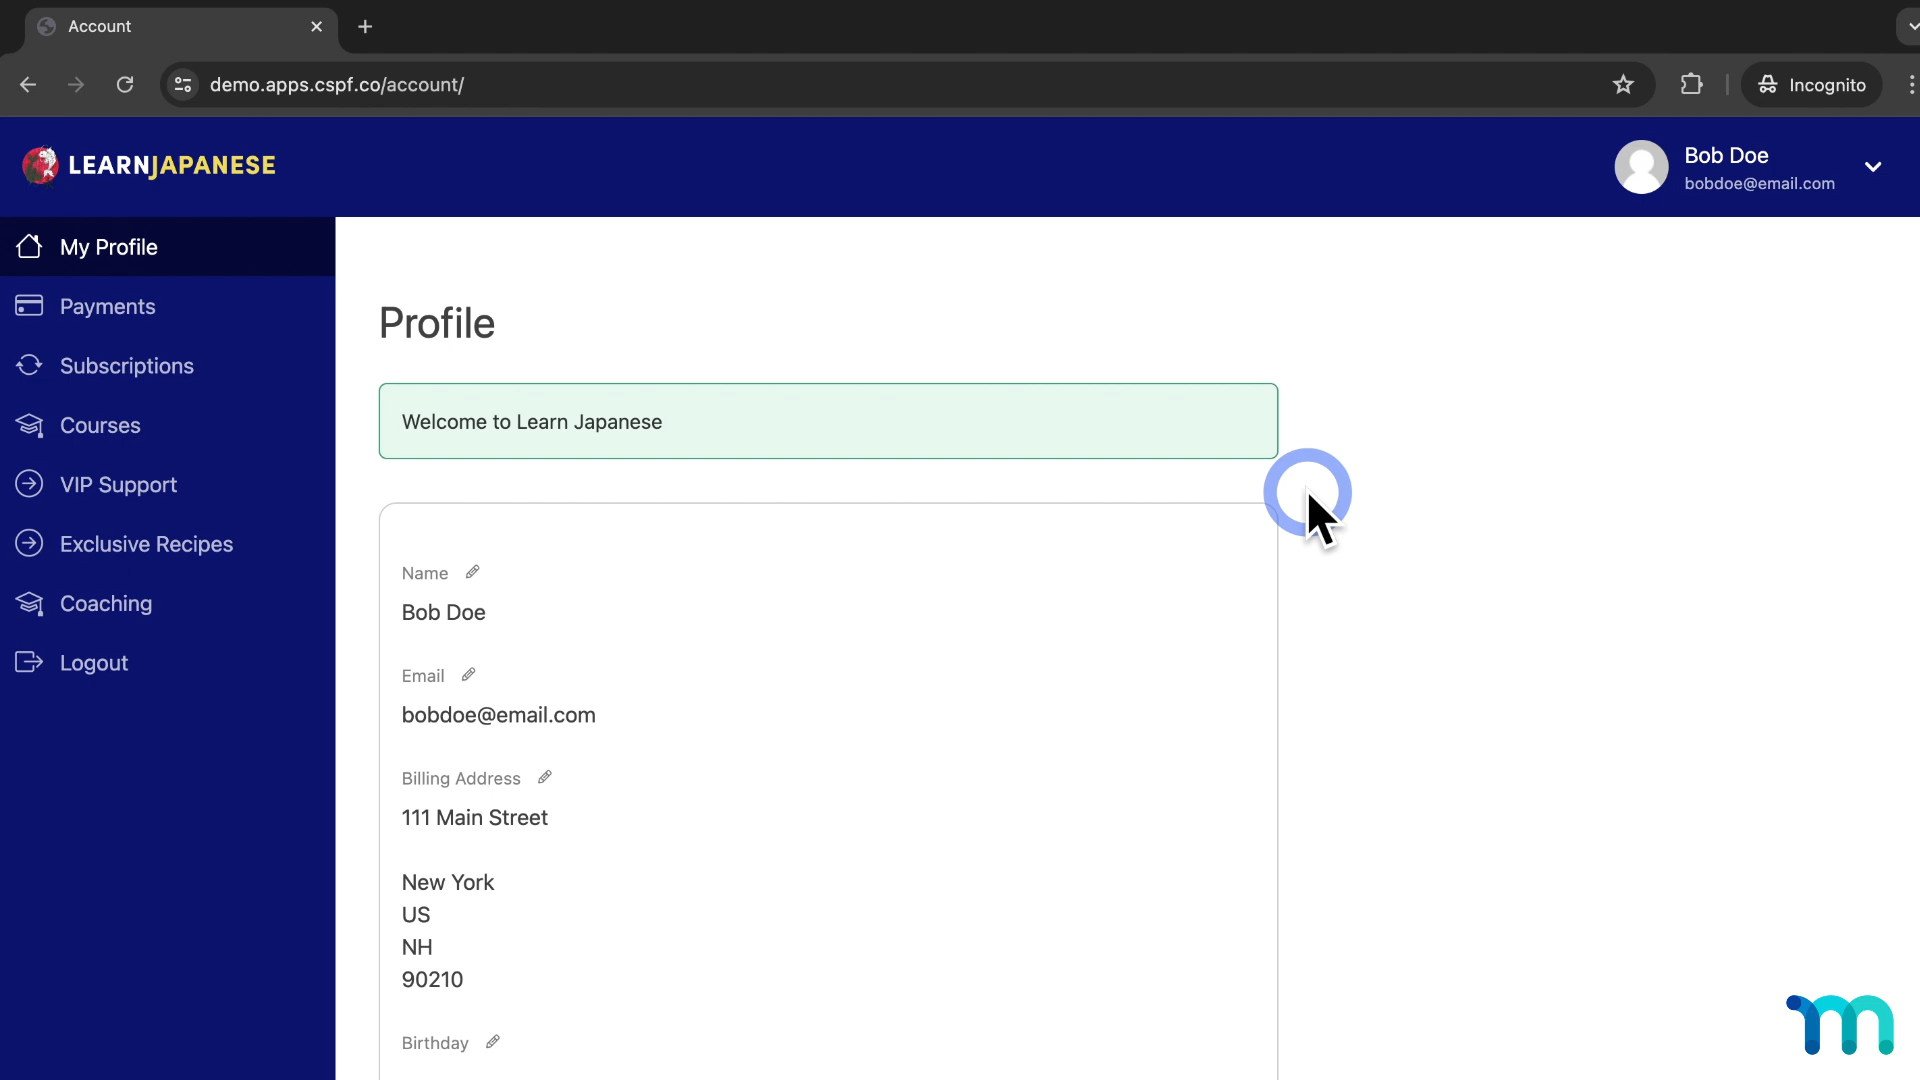 Account
demo.apps.cspf.co/account/
Incognito
LEARNJAPANESE
Bob Doe
bobdoe@email.com
My Profile
Payments
Subscriptions
Courses
VIP Support
Exclusive Recipes
Coaching
Logout
Profile
Welcome to Learn Japanese
Name
Bob Doe
Email
bobdoe@email.com
Billing Address
111 Main Street
New York
US
NH
90210
Birthday